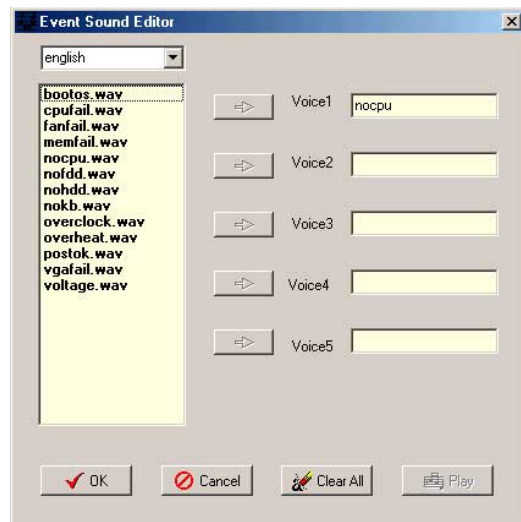 Event Sound Editor
english
bootos.wav
cpufail.wav
fanfail.wav
memfail.wav
nocpu.wav
nofdd.wav
nohdd.wav
nokb.wav
overclock.wav
overheat.wav
postok.wav
vgafail.wav
voltage.wav
Voice1 nocpu
Voice2
Voice3
Voice4
Voice5
OK Cancel Clear All Play